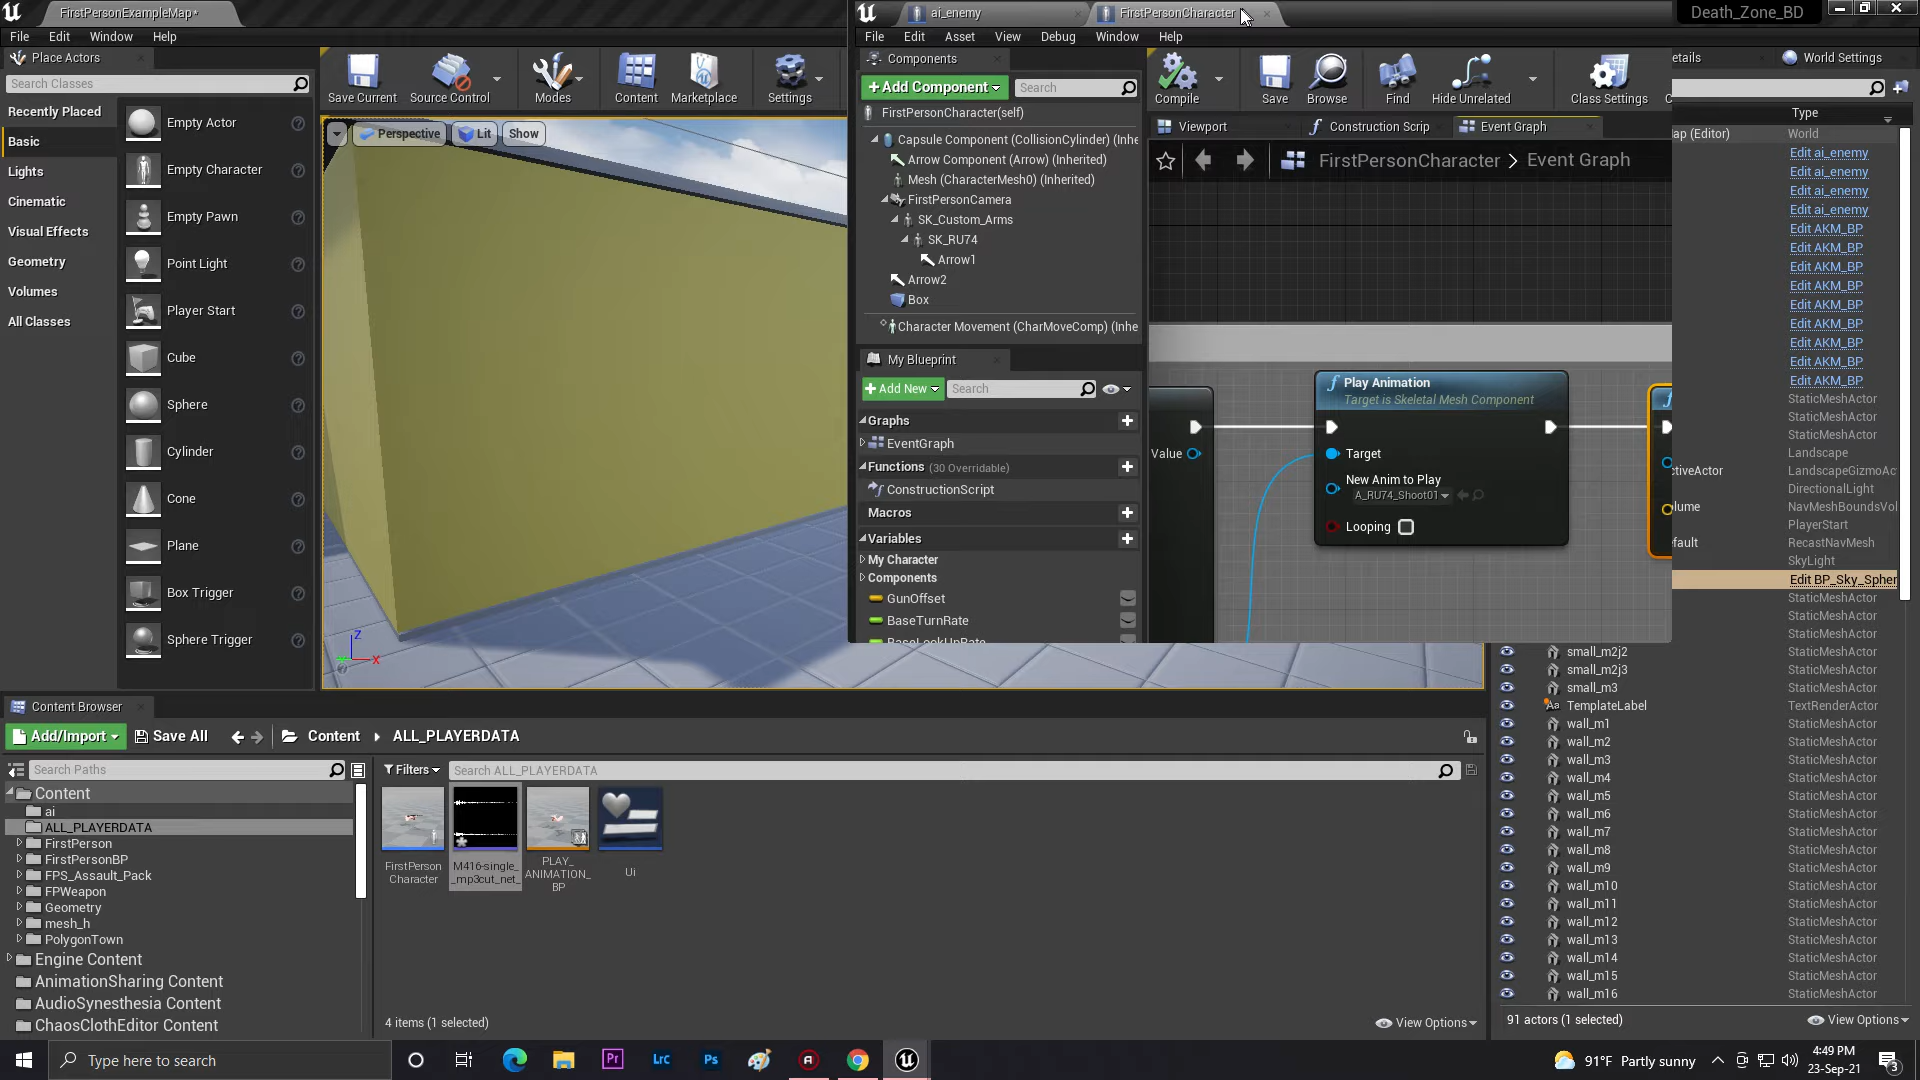 FirstPersonExampleMap*
ai_enemy
FirstPersonCharacter
Death_Zone_BD
File Edit Window Help
File Edit Asset View Debug Window Help
Place Actors
Components
etails
World Settings
Search Classes
Save Current
Source Control
Modes
Content
Marketplace
Settings
+Add Component
Search
Compile
Save
Browse
Find
Hide Unrelated
Class Settings
Recently Placed
Basic
Lights
Cinematic
Visual Effects
Geometry
Volumes
All Classes
Empty Actor
Empty Character
Empty Pawn
Point Light
Player Start
Cube
Sphere
Cylinder
Cone
Plane
Box Trigger
Sphere Trigger
Perspective
Lit
Show
FirstPersonCharacter(self)
Capsule Component (CollisionCylinder) (Inhe
Arrow Component (Arrow) (Inherited)
Mesh (CharacterMesh0) (Inherited)
FirstPersonCamera
SK_Custom_Arms
SK_RU74
Arrow1
Arrow2
Box
Character Movement (CharMoveComp) (Inhe
My Blueprint
+Add New
Search
Graphs
EventGraph
Functions (30 Overridable)
ConstructionScript
Macros
Variables
My Character
Components
GunOffset
BaseTurnRate
BaseLookUpRate
Viewport
Construction Scrip
Event Graph
FirstPersonCharacter > Event Graph
Value
Play Animation
Target is Skeletal Mesh Component
Target
New Anim to Play
A_RU74_Shoot01
Looping
Type
ap (Editor) World
Edit ai_enemy
Edit ai_enemy
Edit ai_enemy
Edit ai_enemy
Edit AKM_BP
Edit AKM_BP
Edit AKM_BP
Edit AKM_BP
Edit AKM_BP
Edit AKM_BP
Edit AKM_BP
Edit AKM_BP
Edit AKM_BP
StaticMeshActor
StaticMeshActor
StaticMeshActor
Landscape
ctiveActor LandscapeGizmoAc
DirectionalLight
lume NavMeshBoundsVol
PlayerStart
efault RecastNavMesh
SkyLight
Edit BP_Sky_Spher
StaticMeshActor
StaticMeshActor
StaticMeshActor
small_m2j2 StaticMeshActor
small_m2j3 StaticMeshActor
small_m3 StaticMeshActor
TemplateLabel TextRenderActor
wall_m1 StaticMeshActor
wall_m2 StaticMeshActor
wall_m3 StaticMeshActor
wall_m4 StaticMeshActor
wall_m5 StaticMeshActor
wall_m6 StaticMeshActor
wall_m7 StaticMeshActor
wall_m8 StaticMeshActor
wall_m9 StaticMeshActor
wall_m10 StaticMeshActor
wall_m11 StaticMeshActor
wall_m12 StaticMeshActor
wall_m13 StaticMeshActor
wall_m14 StaticMeshActor
wall_m15 StaticMeshActor
wall_m16 StaticMeshActor
91 actors (1 selected)
View Options
Z
X
Content Browser
Add/Import
Save All
Content
ALL_PLAYERDATA
Search Paths
Filters
Search ALL_PLAYERDATA
Content
ai
ALL_PLAYERDATA
FirstPerson
FirstPersonBP
FPS_Assault_Pack
FPWeapon
Geometry
mesh_h
PolygonTown
Engine Content
AnimationSharing Content
AudioSynesthesia Content
ChaosClothEditor Content
FirstPerson
Character
M416-single_
_mp3cut_net_
PLAY_
ANIMATION_
BP
Ui
4 items (1 selected)
View Options
Type here to search
Pr
Lrc
Ps
91°F Partly sunny
4:49 PM
23-Sep-21
3